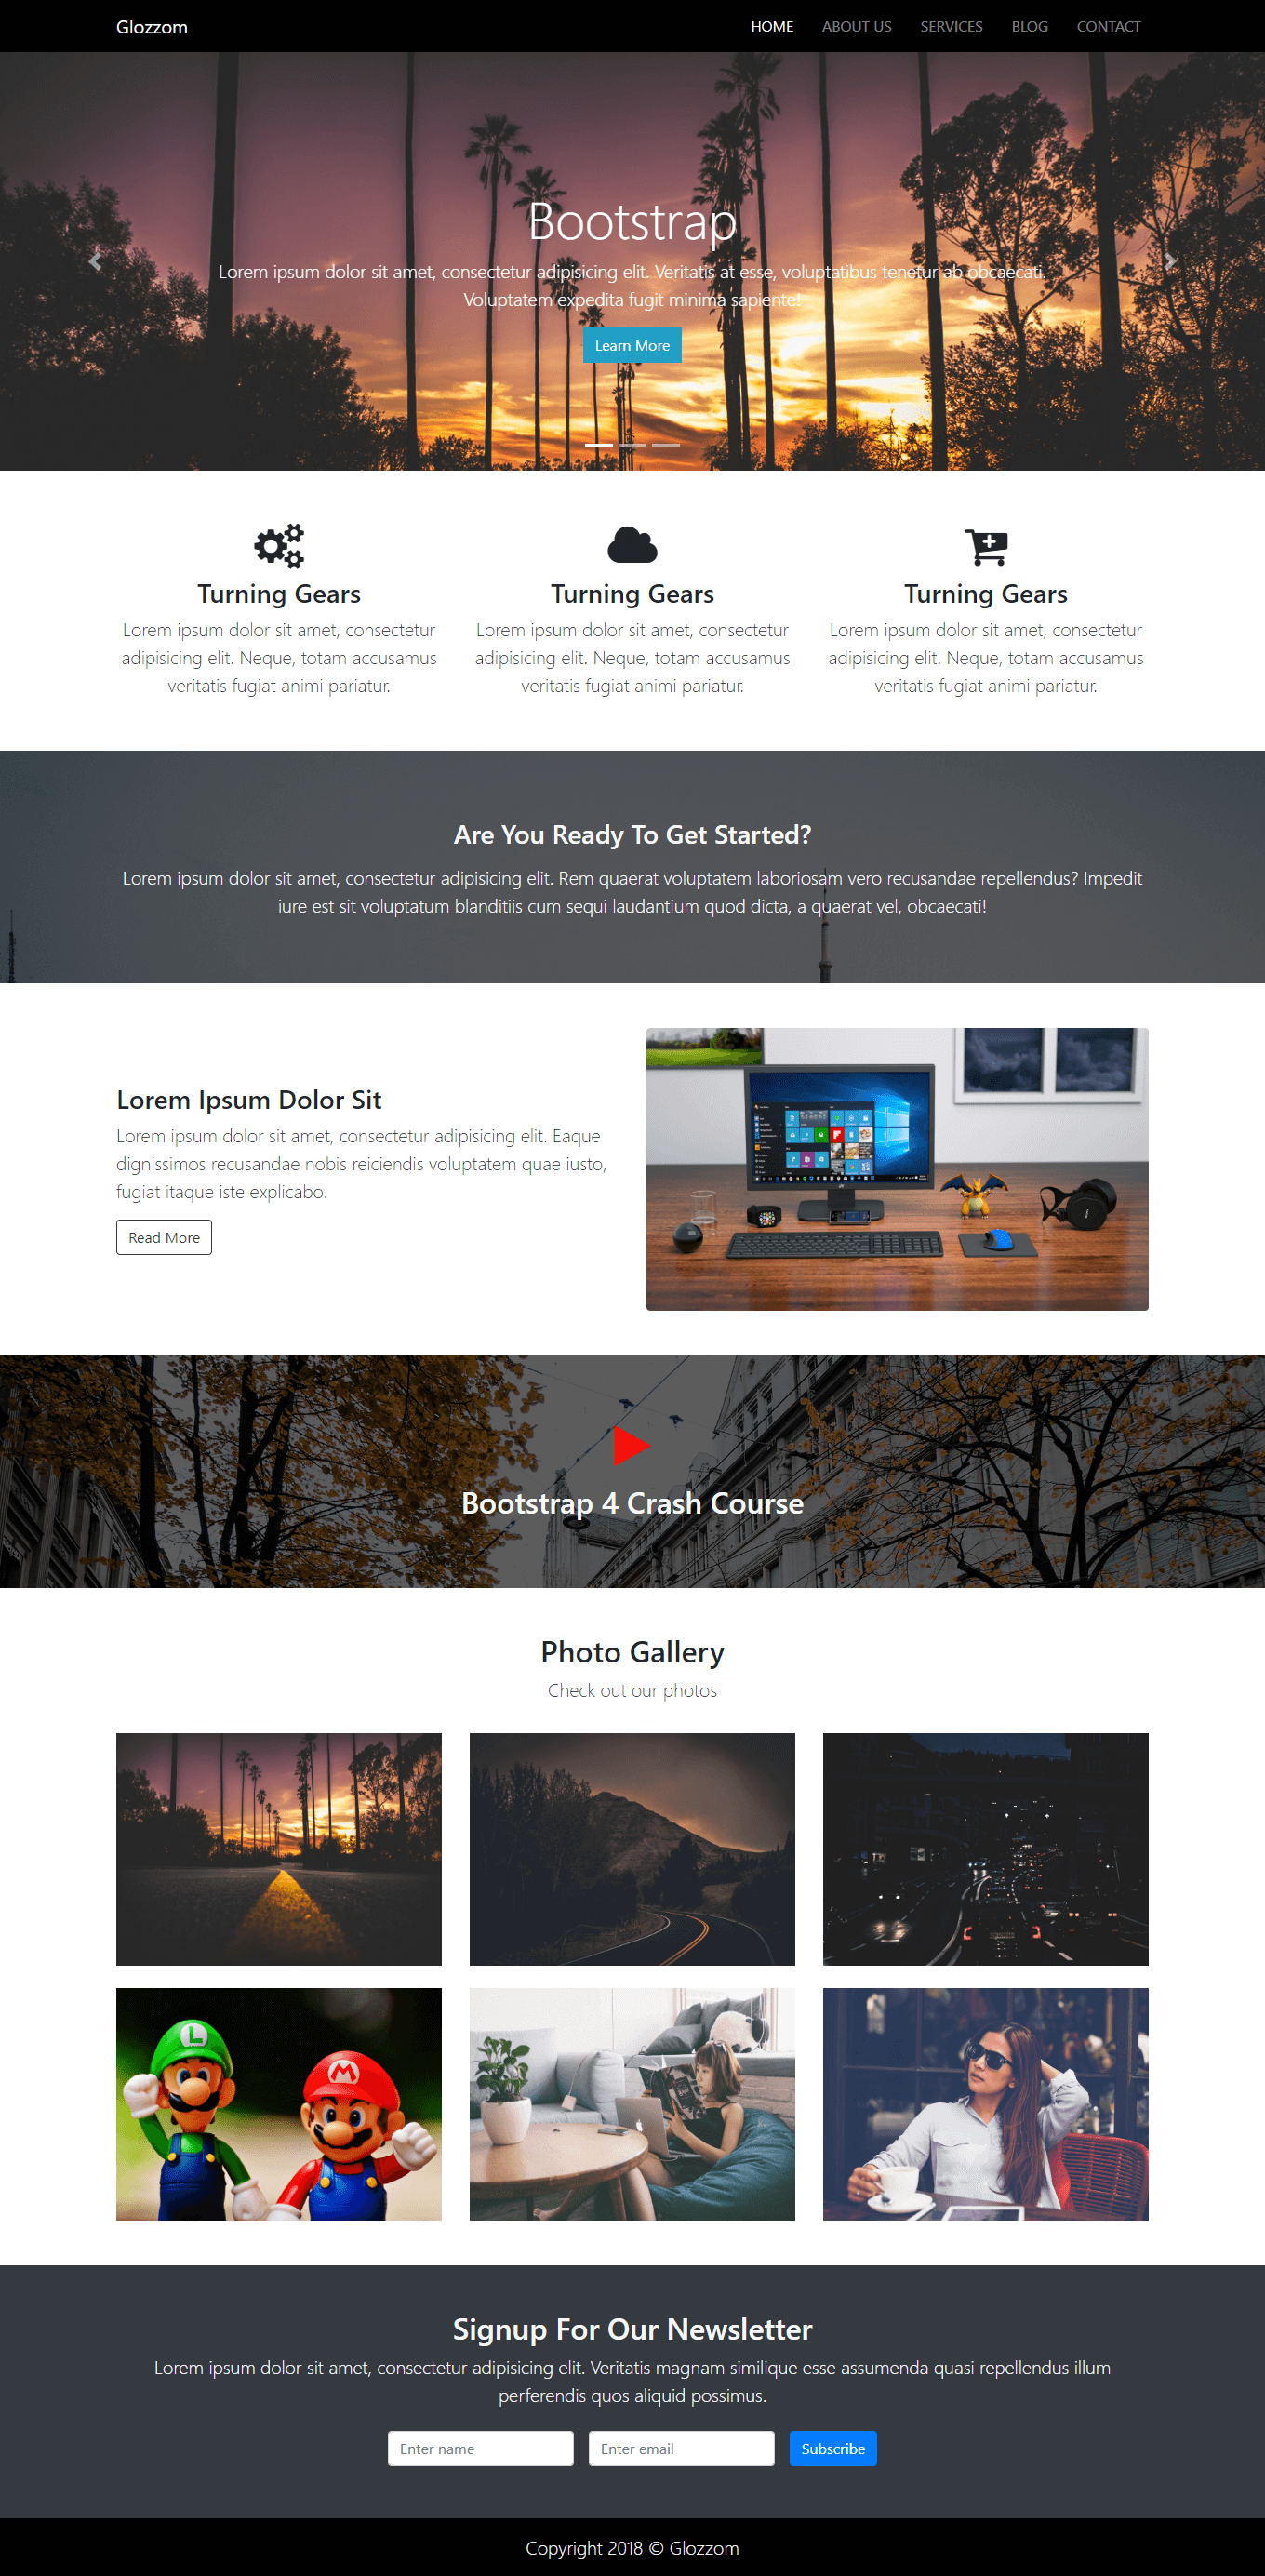 Glozzom
HOME ABOUT US SERVICES BLOG CONTACT
Bootstrap
Lorem ipsum dolor sit amet, consectetur adipisicing elit. Veritatis at esse, voluptatibus tenetur ab obcaecati.
Voluptatem expedita fugit minima sapiente!
Learn More
Turning Gears
Lorem ipsum dolor sit amet, consectetur
adipisicing elit. Neque, totam accusamus
veritatis fugiat animi pariatur.
Turning Gears
Lorem ipsum dolor sit amet, consectetur
adipisicing elit. Neque, totam accusamus
veritatis fugiat animi pariatur.
Turning Gears
Lorem ipsum dolor sit amet, consectetur
adipisicing elit. Neque, totam accusamus
veritatis fugiat animi pariatur.
Are You Ready To Get Started?
Lorem ipsum dolor sit amet, consectetur adipisicing elit. Rem quaerat voluptatem laboriosam vero recusandae repellendus? Impedit
iure est sit voluptatum blanditiis cum sequi laudantium quod dicta, a quaerat vel, obcaecati!
Lorem Ipsum Dolor Sit
Lorem ipsum dolor sit amet, consectetur adipisicing elit. Eaque
dignissimos recusandae nobis reiciendis voluptatem quae iusto,
fugiat itaque iste explicabo.
Read More
Bootstrap 4 Crash Course
Photo Gallery
Check out our photos
L
M
Signup For Our Newsletter
Lorem ipsum dolor sit amet, consectetur adipisicing elit. Veritatis magnam similique esse assumenda quasi repellendus illum
perferendis quos aliquid possimus.
Enter name
Enter email
Subscribe
Copyright 2018 © Glozzom